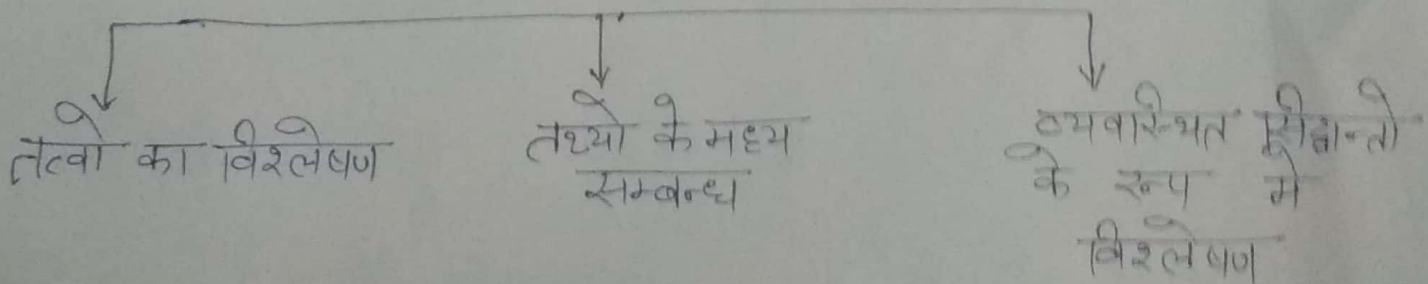 तत्वो का विश्लेषण
तथ्यो के मध्य
सम्बन्ध
व्यवस्थित सिद्धान्तो
के रूप मे
विश्लेषण